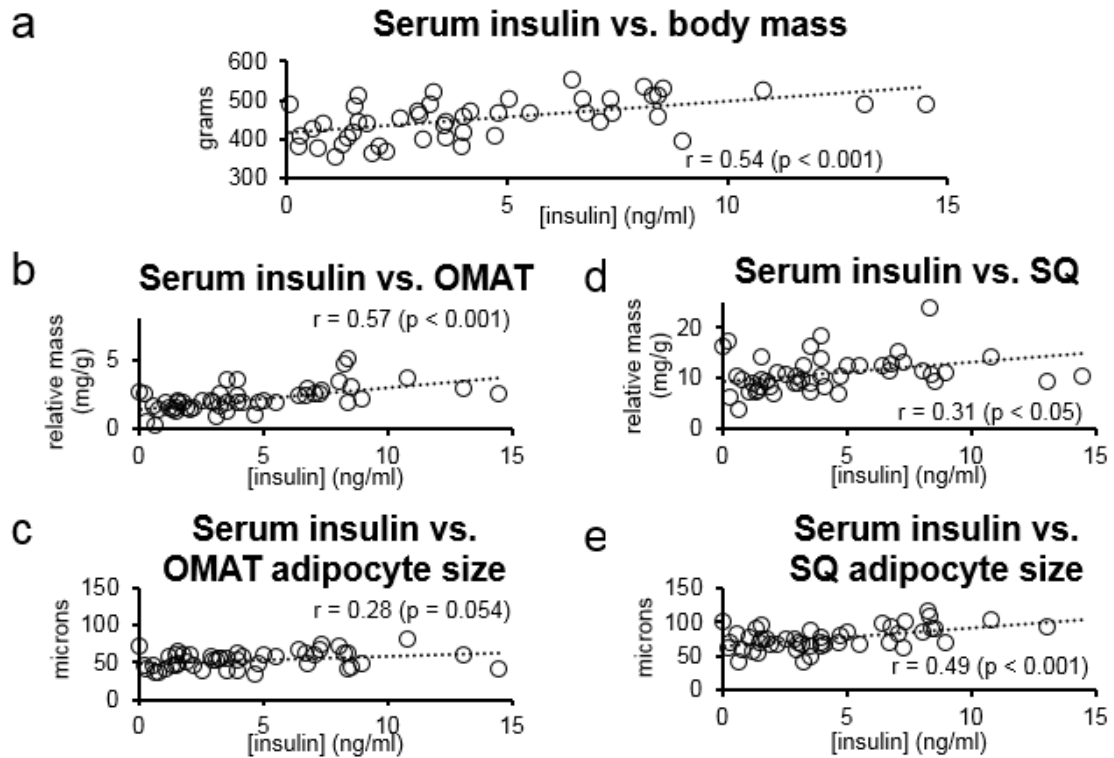 a
Serum insulin vs. body mass
600
500
400
300
grams
r = 0.54 (p < 0.001)
0 5 10 15
[insulin] (ng/ml)
b
Serum insulin vs. OMAT
r = 0.57 (p < 0.001)
relative mass
(mg/g)
5
0
0 5 10 15
[insulin] (ng/ml)
d
Serum insulin vs. SQ
relative mass
(mg/g)
20
10
0
r = 0.31 (p < 0.05)
0 5 10 15
[insulin] (ng/ml)
c
Serum insulin vs.
OMAT adipocyte size
r = 0.28 (p = 0.054)
microns
150
100
50
0
0 5 10 15
[insulin] (ng/ml)
e
Serum insulin vs.
SQ adipocyte size
microns
150
100
50
0
r = 0.49 (p < 0.001)
0 5 10 15
[insulin] (ng/ml)